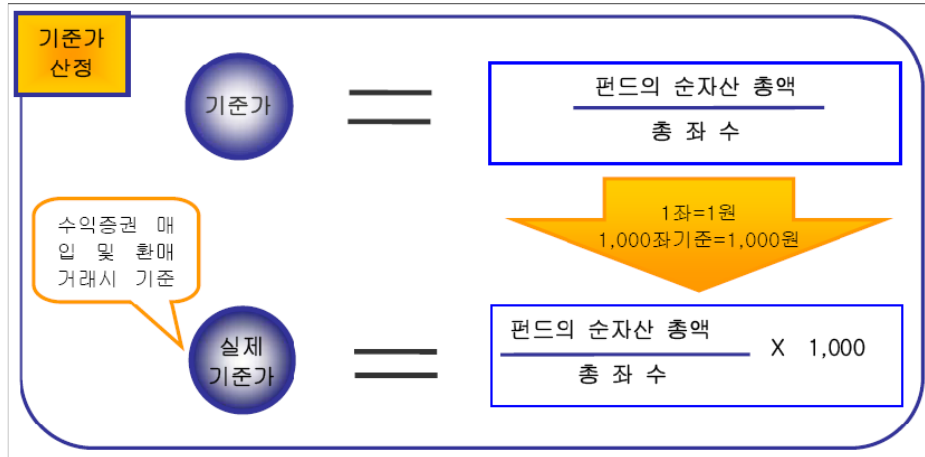 기준가
산정
기준가
펀드의 순자산 총액
총 좌 수
1좌=1원
1,000좌기준=1,000원
수익증권 매
입 및 환매
거래시 기준
실제
기준가
펀드의 순자산 총액
X 1,000
총 좌 수